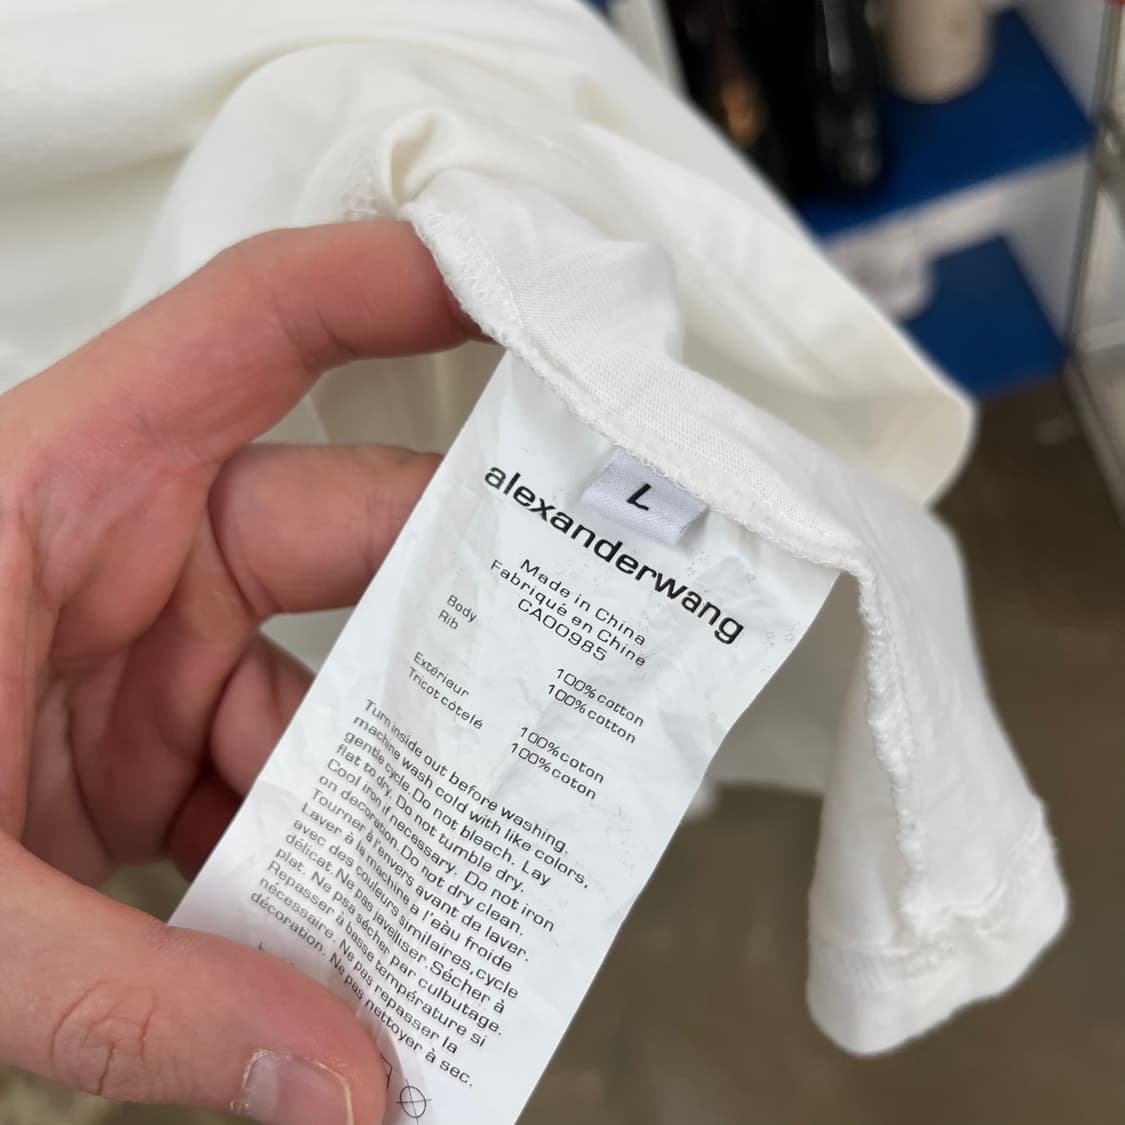 L
alexanderwang
Made in China
Fabriqué en Chine
CA00985
Body 100% cotton
Rib 100% cotton
Extérieur 100% coton
Tricot côtelé 100% coton
Turn inside out before washing,
machine wash cold with like colors,
gentle cycle. Do not bleach. Lay
flat to dry. Do not tumble dry.
Cool iron if necessary. Do not iron
on decoration. Do not dry clean.
Tourner à l'envers avant de laver.
Laver à la machine a l'eau froide
avec des couleurs similaires, cycle
délicat. Ne pas javelliser. Sécher à
plat. Ne psa sécher par culbutage.
Repasser à basse température si
nécessaire. Ne pas repasser la
décoration. Ne pas nettoyer à sec.